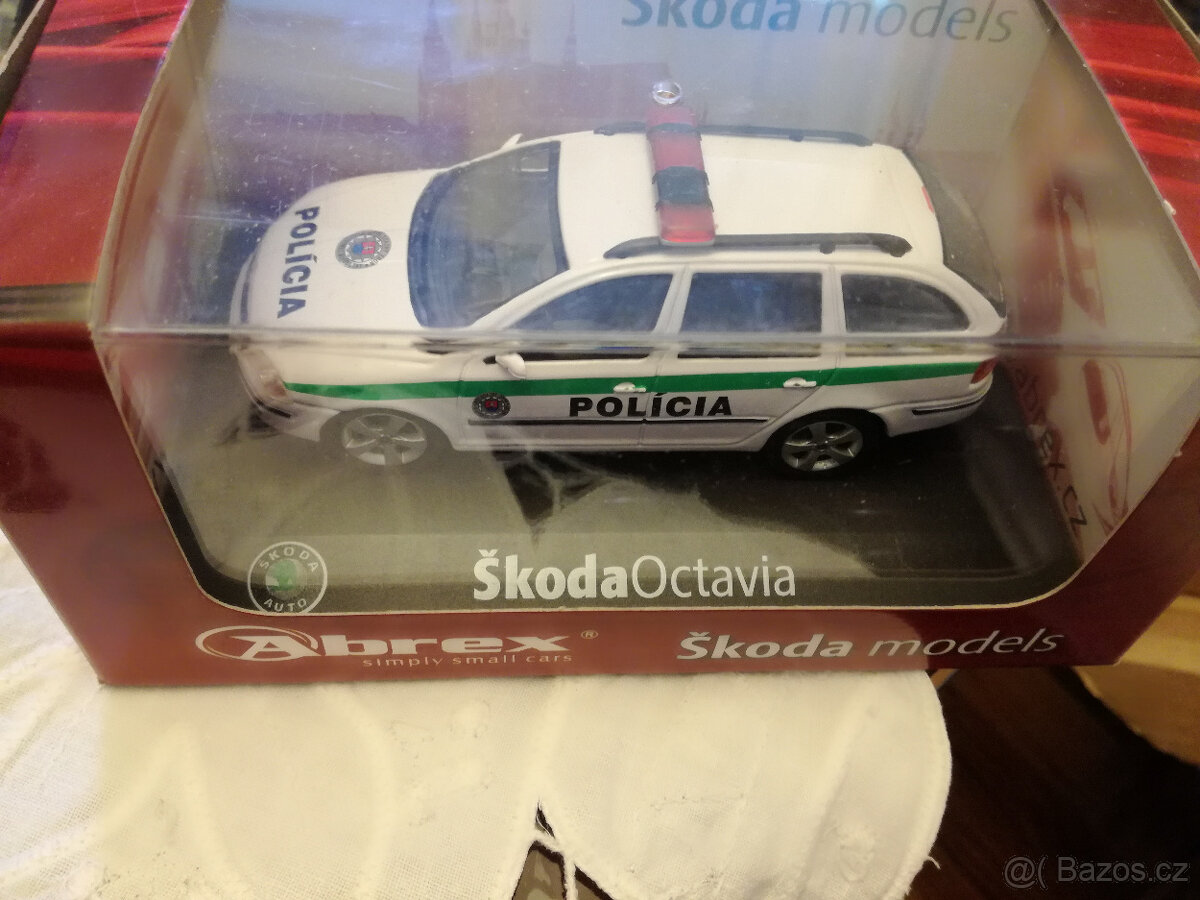 Škoda models
POLÍCIA
POLÍCIA
ŠKODA
AUTO
ŠkodaOctavia
Abrex®
simply small cars
Škoda models
@( Bazos.cz